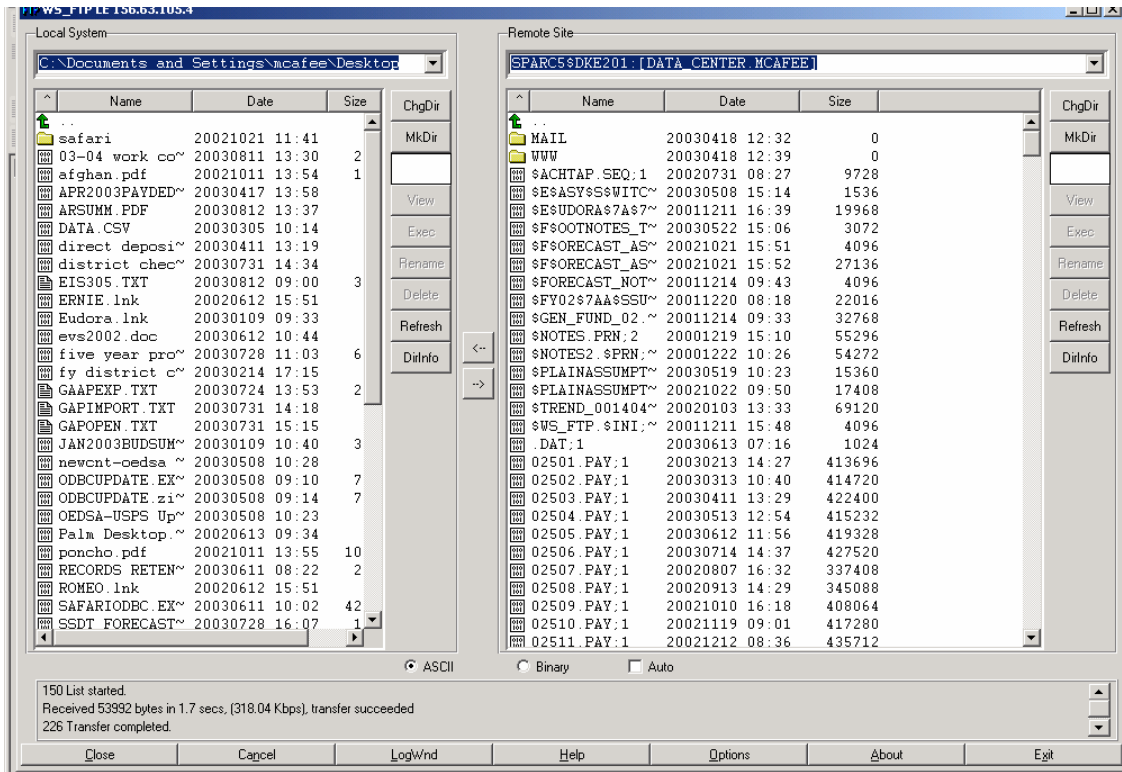 WS_FTP LE 156.63.105.4
Local System
C:\Documents and Settings\mcafee\Desktop
^ Name Date Size
..
safari 20021021 11:41
03-04 work co~ 20030811 13:30 2
afghan.pdf 20021011 13:54 1
APR2003PAYDED~ 20030417 13:58
ARSUMM.PDF 20030812 13:37
DATA.CSV 20030305 10:14
direct deposi~ 20030411 13:19
district chec~ 20030731 14:34
EIS305.TXT 20030812 09:00 3
ERNIE.lnk 20020612 15:51
Eudora.lnk 20030109 09:33
evs2002.doc 20030612 10:44
five year pro~ 20030728 11:03 6
fy district c~ 20030214 17:15
GAAPEXP.TXT 20030724 13:53 2
GAPIMPORT.TXT 20030731 14:18
GAPOPEN.TXT 20030731 15:15
JAN2003BUDSUM~ 20030109 10:40 3
newcnt-oedsa ~ 20030508 10:28
ODBCUPDATE.EX~ 20030508 09:10 7
ODBCUPDATE.zi~ 20030508 09:14 7
OEDSA-USPS Up~ 20030508 10:23
Palm Desktop.~ 20020613 09:34
poncho.pdf 20021011 13:55 10
RECORDS RETEN~ 20030611 08:22 2
ROMEO.lnk 20020612 15:51
SAFARIODBC.EX~ 20030611 10:02 42
SSDT FORECAST~ 20030728 16:07 1
ChgDir
MkDir
View
Exec
Rename
Delete
Refresh
DirInfo
<--
-->
Remote Site
SPARC5$DKE201:[DATA_CENTER.MCAFEE]
^ Name Date Size
..
MAIL 20030418 12:32 0
WWW 20030418 12:39 0
$ACHTAP.SEQ;1 20020731 08:27 9728
$E$ASY$S$WITC~ 20030508 15:14 1536
$E$UDORA$7A$7~ 20011211 16:39 19968
$F$OOTNOTES_T~ 20030522 15:06 3072
$F$ORECAST_AS~ 20021021 15:51 4096
$F$ORECAST_AS~ 20021021 15:52 27136
$FORECAST_NOT~ 20011214 09:43 4096
$FY02$7AA$SSU~ 20011220 08:18 22016
$GEN_FUND_02.~ 20011214 09:33 32768
$NOTES.PRN;2 20001219 15:10 55296
$NOTES2.$PRN;~ 20001222 10:26 54272
$PLAINASSUMPT~ 20030519 10:23 15360
$PLAINASSUMPT~ 20021022 09:50 17408
$TREND_001404~ 20020103 13:33 69120
$WS_FTP.$INI;~ 20011211 15:48 4096
.DAT;1 20030613 07:16 1024
02501.PAY;1 20030213 14:27 413696
02502.PAY;1 20030313 10:40 414720
02503.PAY;1 20030411 13:29 422400
02504.PAY;1 20030513 12:54 415232
02505.PAY;1 20030612 11:56 419328
02506.PAY;1 20030714 14:37 427520
02507.PAY;1 20020807 16:32 337408
02508.PAY;1 20020913 14:29 345088
02509.PAY;1 20021010 16:18 408064
02510.PAY;1 20021119 09:01 417280
02511.PAY;1 20021212 08:36 435712
ChgDir
MkDir
View
Exec
Rename
Delete
Refresh
DirInfo
ASCII Binary Auto
150 List started.
Received 53992 bytes in 1.7 secs, (318.04 Kbps), transfer succeeded
226 Transfer completed.
Close Cancel LogWnd Help Options About Exit